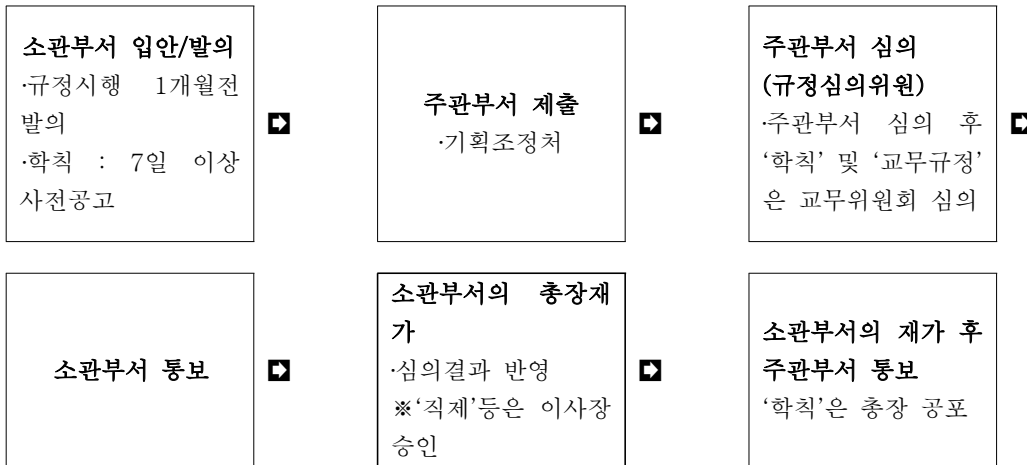 소관부서 입안/발의
·규정시행 1개월전
발의
·학칙 : 7일 이상
사전공고
주관부서 제출
·기획조정처
주관부서 심의
(규정심의위원)
·주관부서 심의 후
‘학칙’ 및 ‘교무규정’
은 교무위원회 심의
소관부서 통보
소관부서의 총장재
가
·심의결과 반영
※‘직제’등은 이사장
승인
소관부서의 재가 후
주관부서 통보
‘학칙’은 총장 공포